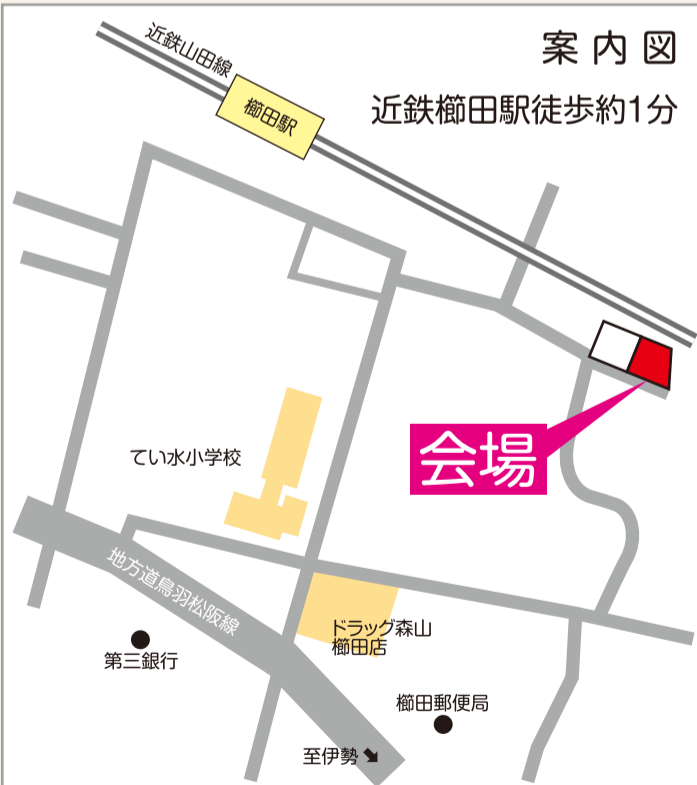 案内図
近鉄櫛田駅徒歩約1分
近鉄山田線
櫛田駅
会場
てい水小学校
地方道鳥羽松阪線
ドラッグ森山
櫛田店
第三銀行
櫛田郵便局
至伊勢➘